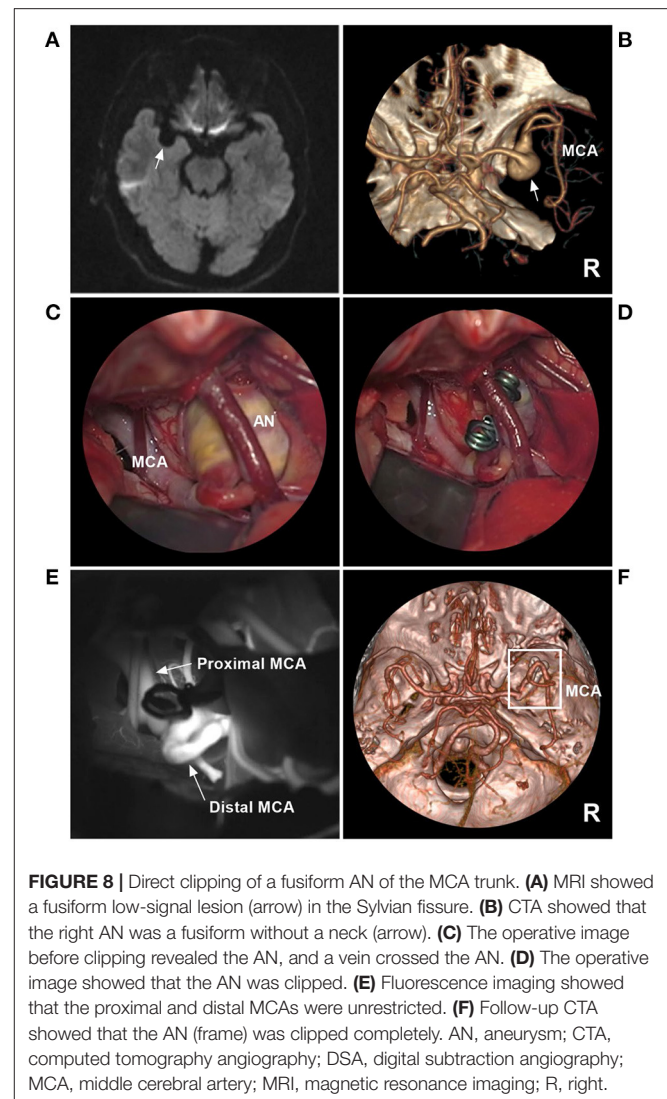 A
B
MCA
R
C
D
AN
MCA
E
F
Proximal MCA
Distal MCA
MCA
R
FIGURE 8 | Direct clipping of a fusiform AN of the MCA trunk. (A) MRI showed
a fusiform low-signal lesion (arrow) in the Sylvian fissure. (B) CTA showed that
the right AN was a fusiform without a neck (arrow). (C) The operative image
before clipping revealed the AN, and a vein crossed the AN. (D) The operative
image showed that the AN was clipped. (E) Fluorescence imaging showed
that the proximal and distal MCAs were unrestricted. (F) Follow-up CTA
showed that the AN (frame) was clipped completely. AN, aneurysm; CTA,
computed tomography angiography; DSA, digital subtraction angiography;
MCA, middle cerebral artery; MRI, magnetic resonance imaging; R, right.